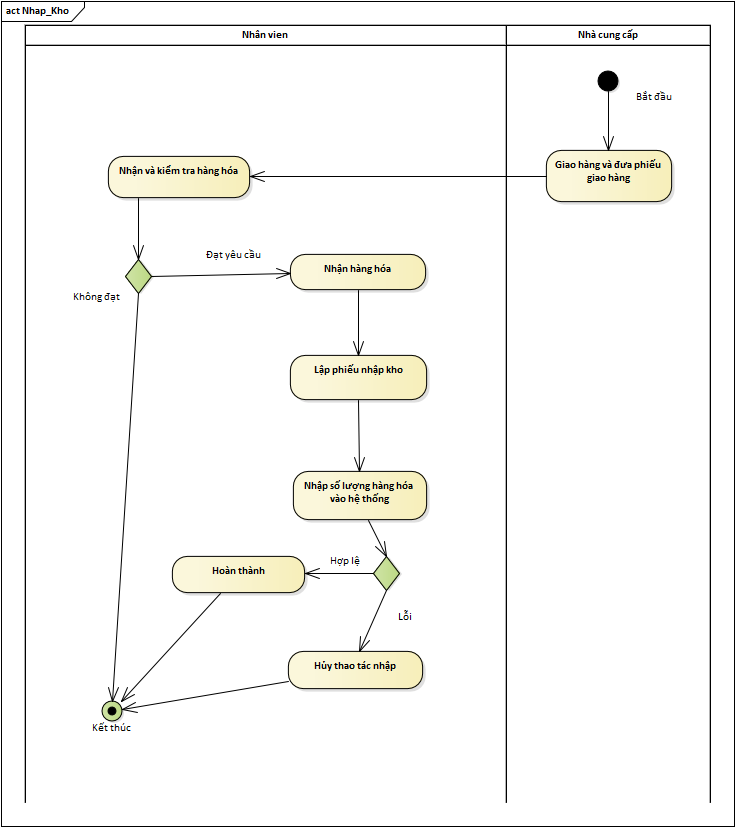 act Nhap_Kho
Nhân vien
Nhà cung cấp
Bắt đầu
Giao hàng và đưa phiếu
giao hàng
Nhận và kiểm tra hàng hóa
Đạt yêu cầu
Nhận hàng hóa
Không đạt
Lập phiếu nhập kho
Nhập số lượng hàng hóa
vào hệ thống
Hợp lệ
Hoàn thành
Lỗi
Hủy thao tác nhập
Kết thúc